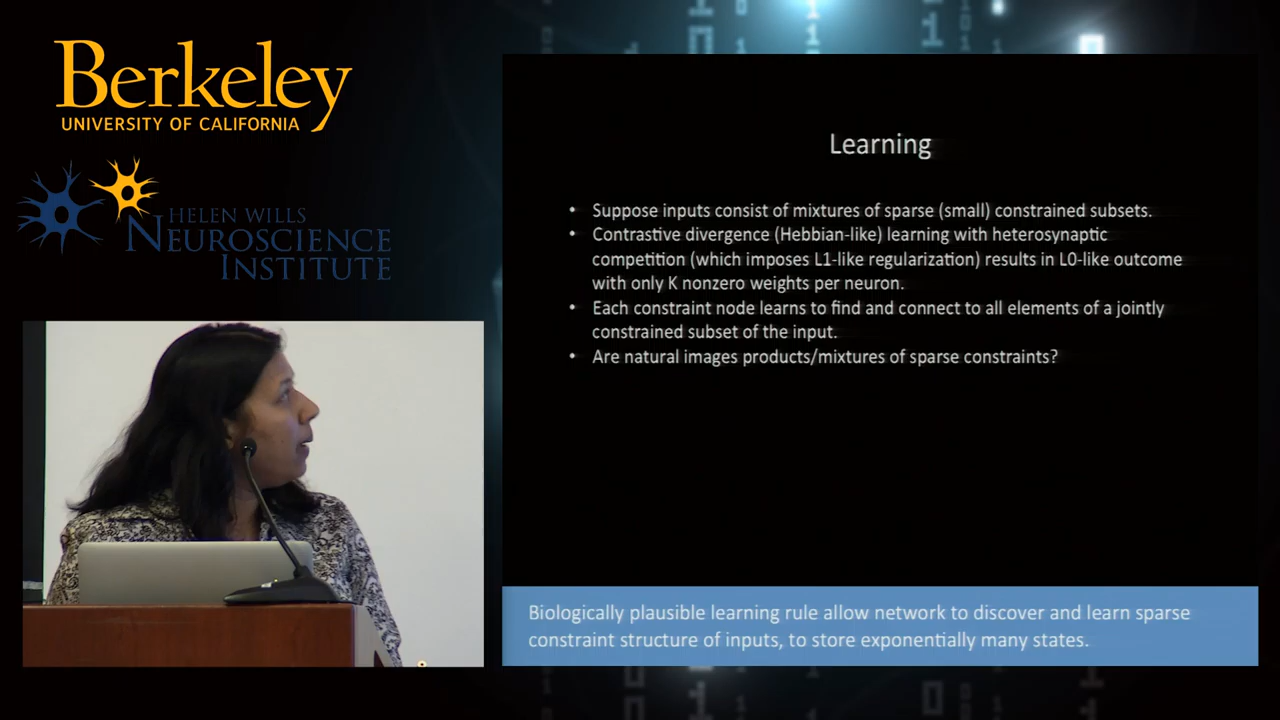 Berkeley
UNIVERSITY OF CALIFORNIA
HELEN WILLS
NEUROSCIENCE
INSTITUTE
Learning
• Suppose inputs consist of mixtures of sparse (small) constrained subsets.
• Contrastive divergence (Hebbian-like) learning with heterosynaptic
competition (which imposes L1-like regularization) results in L0-like outcome
with only K nonzero weights per neuron.
• Each constraint node learns to find and connect to all elements of a jointly
constrained subset of the input.
• Are natural images products/mixtures of sparse constraints?
Biologically plausible learning rule allow network to discover and learn sparse
constraint structure of inputs, to store exponentially many states.